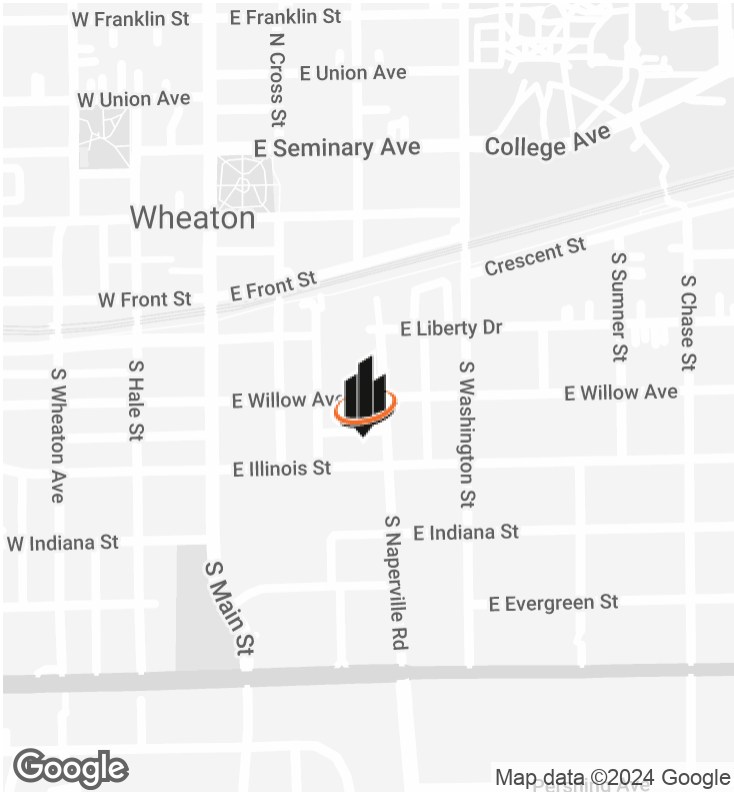 W Franklin St
E Franklin St
N Cross St
E Union Ave
W Union Ave
E Seminary Ave
College Ave
Wheaton
Crescent St
S Sumner St
S Chase St
E Front St
W Front St
E Liberty Dr
S Wheaton Ave
S Hale St
E Willow Ave
S Washington St
E Willow Ave
E Illinois St
S Naperville Rd
E Indiana St
W Indiana St
S Main St
E Evergreen St
Google
Map data ©2024 Google
Pershing Ave